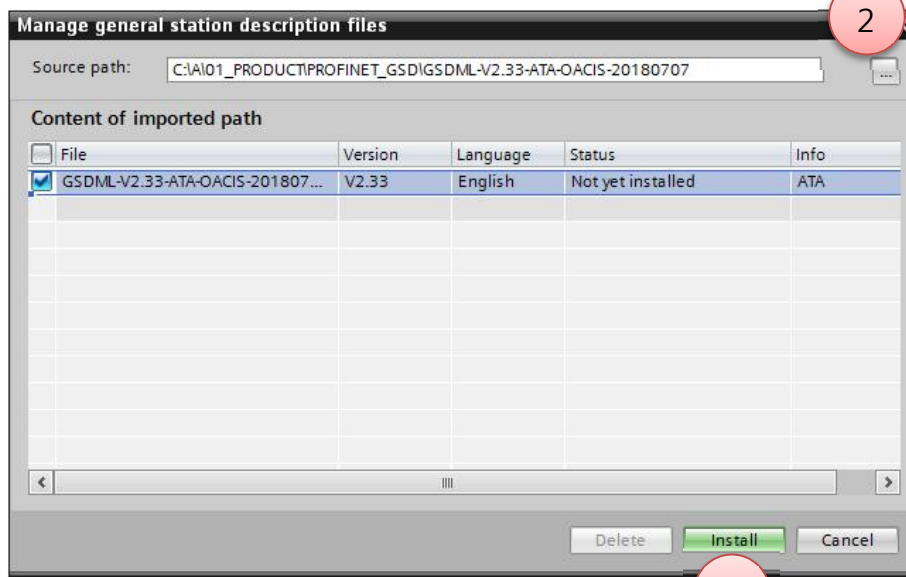 Manage general station description files
2
Source path: C:\A\01_PRODUCT\PROFINET_GSD\GSDML-V2.33-ATA-OACIS-20180707
...
Content of imported path
File Version Language Status Info
GSDML-V2.33-ATA-OACIS-201807... V2.33 English Not yet installed ATA
Delete Install Cancel